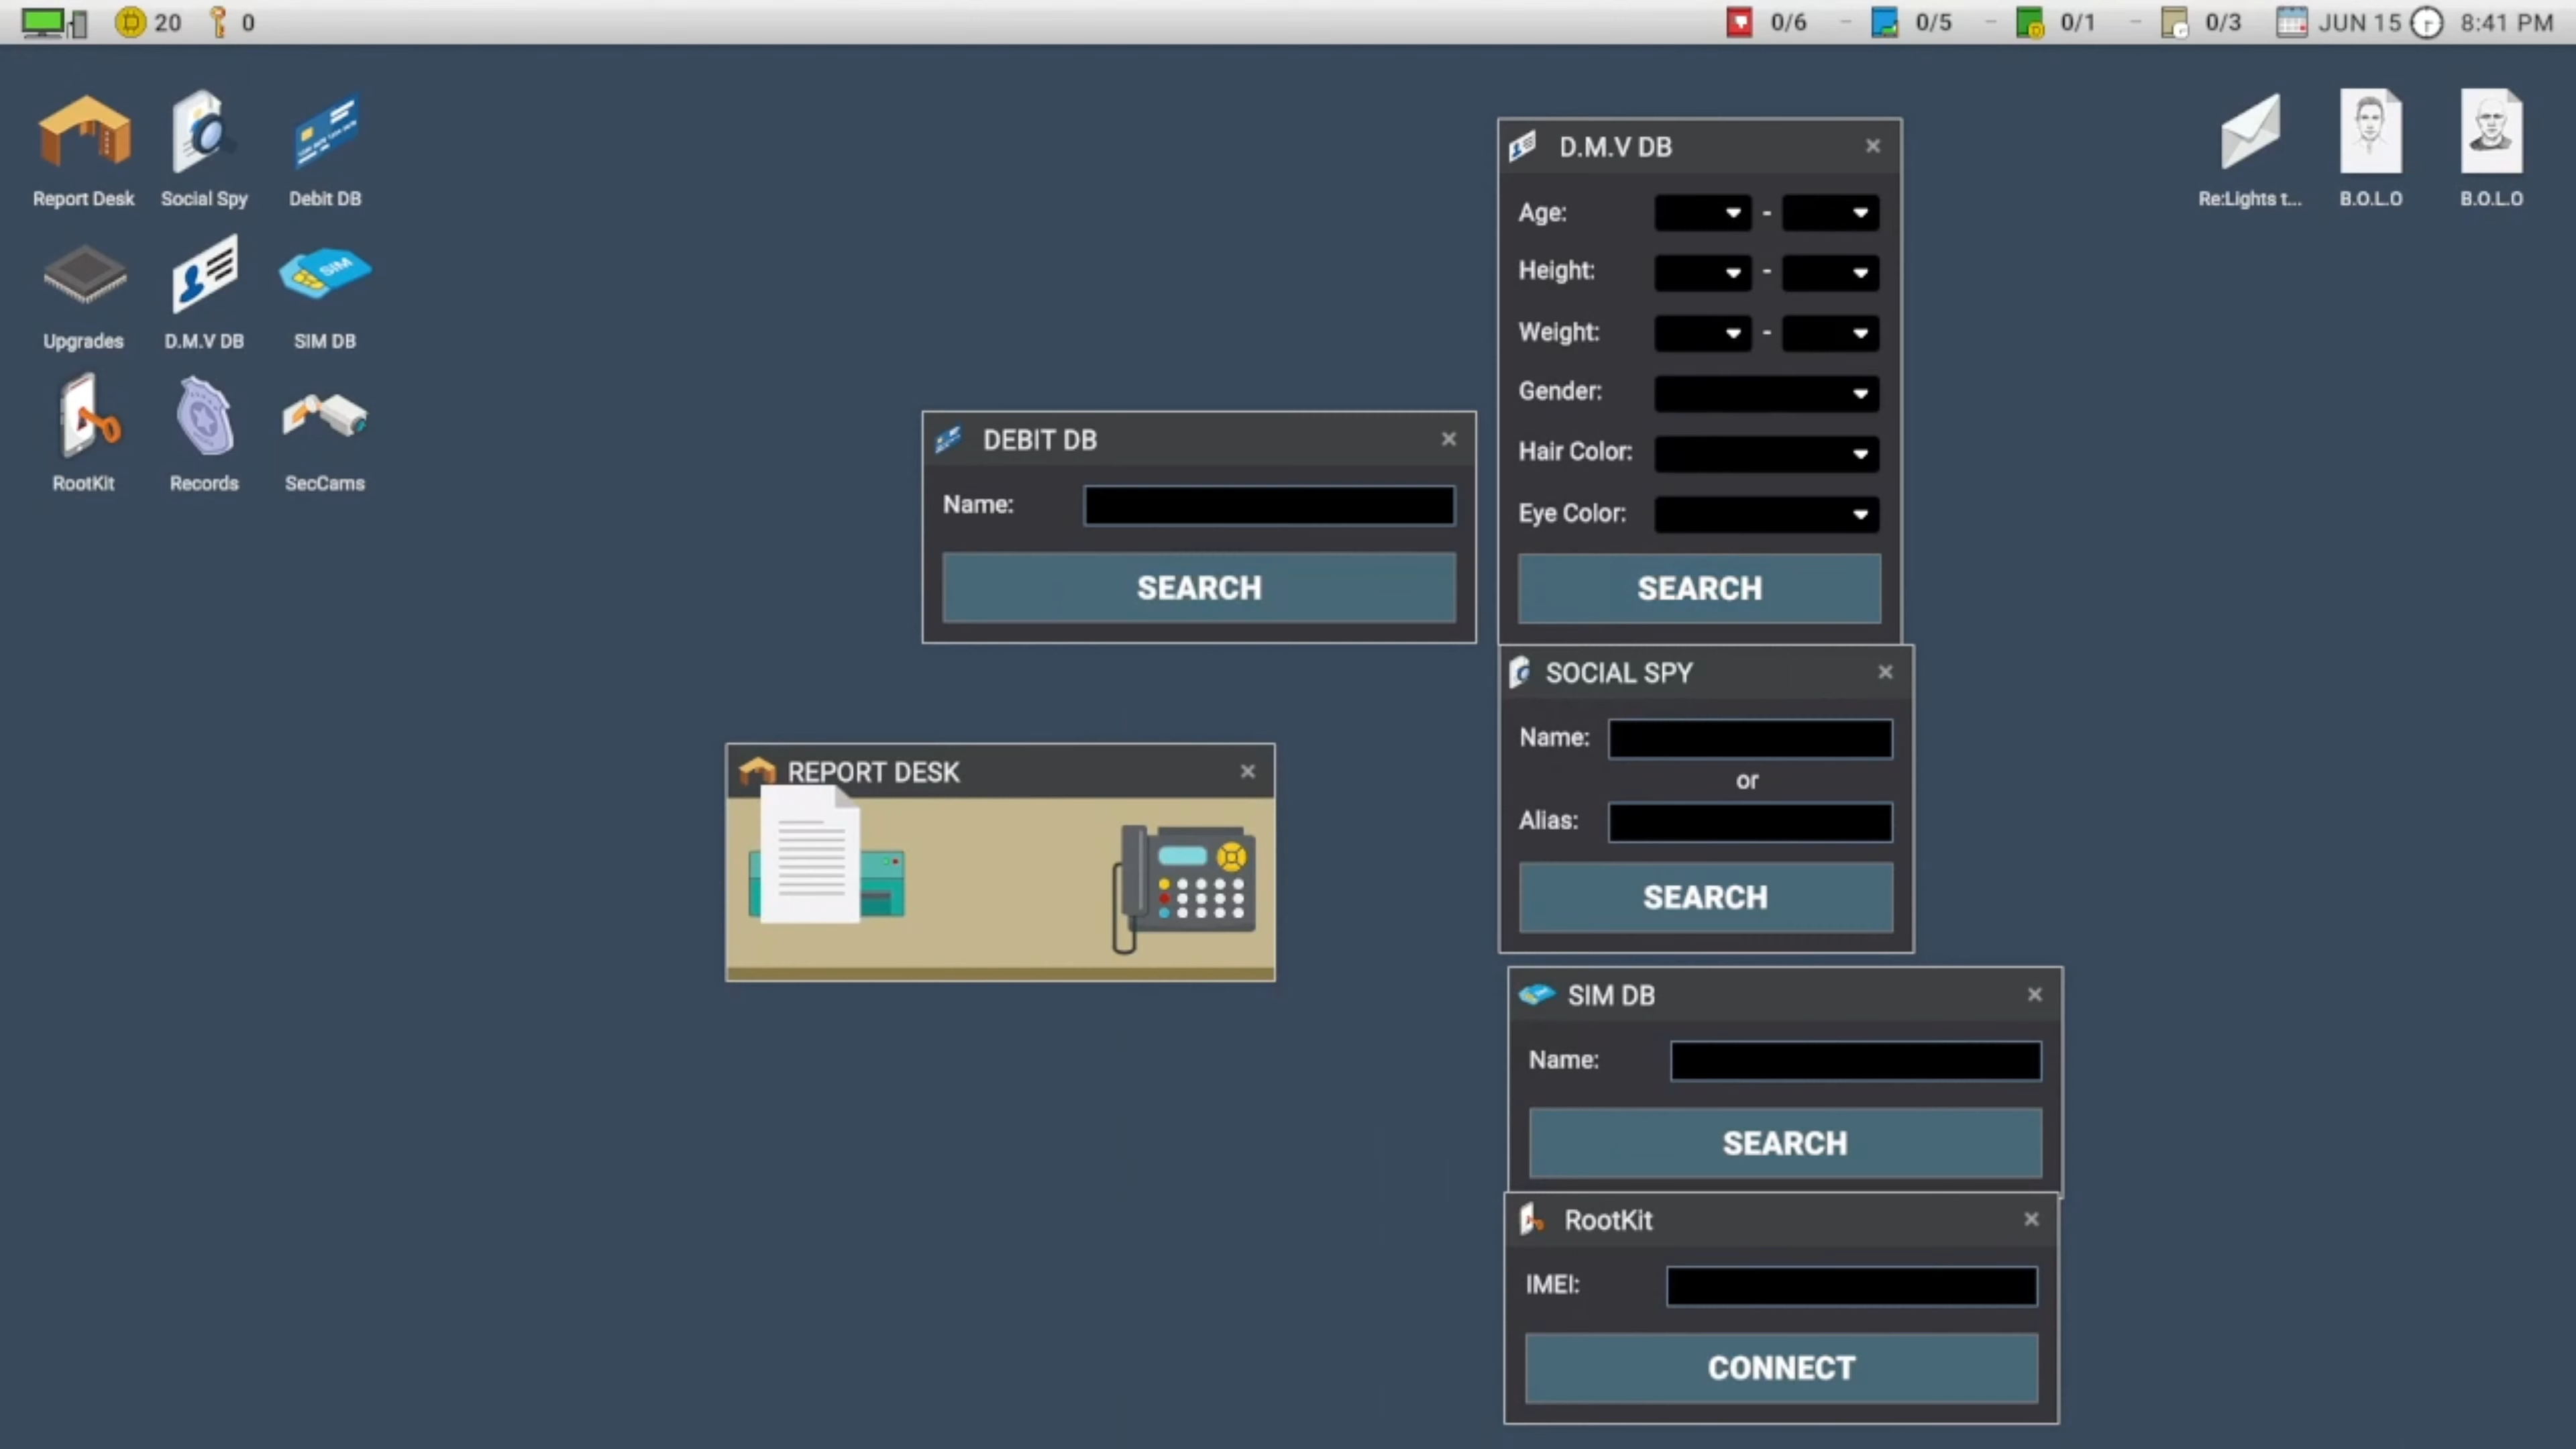 20
0
0/6
0/5
0/1
0/3
JUN 15
8:41 PM
Report Desk
Social Spy
Debit DB
Upgrades
D.M.V DB
SIM DB
SIM
RootKit
Records
SecCams
Re:Lights t...
B.O.L.O
B.O.L.O
D.M.V DB
Age:
-
Height:
-
Weight:
-
Gender:
Hair Color:
Eye Color:
SEARCH
DEBIT DB
Name:
SEARCH
SOCIAL SPY
Name:
or
Alias:
SEARCH
REPORT DESK
SIM DB
Name:
SEARCH
RootKit
IMEI:
CONNECT